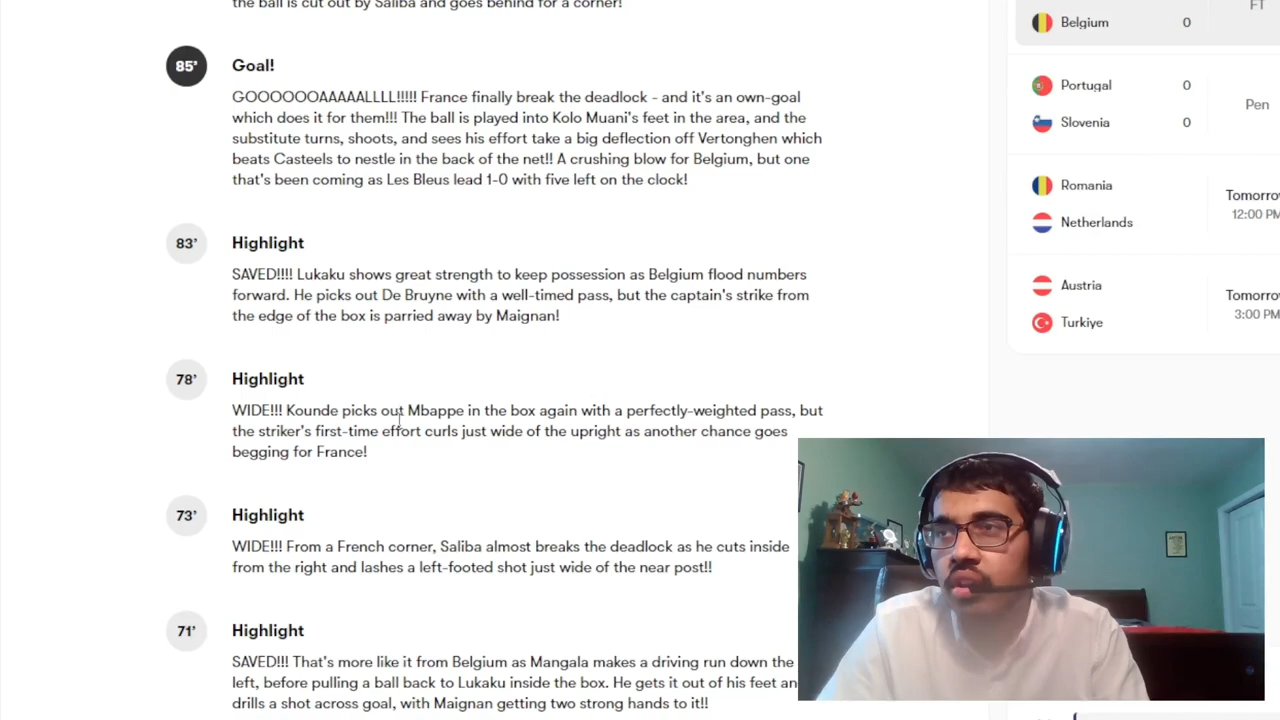 the ball is cut out by Saliba and goes behind for a corner!
85'
Goal!
GOOOOOOAAAAALLLL!!!!! France finally break the deadlock - and it's an own-goal
which does it for them!!! The ball is played into Kolo Muani's feet in the area, and the
substitute turns, shoots, and sees his effort take a big deflection off Vertonghen which
beats Casteels to nestle in the back of the net!! A crushing blow for Belgium, but one
that's been coming as Les Bleus lead 1-0 with five left on the clock!
83'
Highlight
SAVED!!!! Lukaku shows great strength to keep possession as Belgium flood numbers
forward. He picks out De Bruyne with a well-timed pass, but the captain's strike from
the edge of the box is parried away by Maignan!
78'
Highlight
WIDE!!! Kounde picks out Mbappe in the box again with a perfectly-weighted pass, but
the striker's first-time effort curls just wide of the upright as another chance goes
begging for France!
73'
Highlight
WIDE!!! From a French corner, Saliba almost breaks the deadlock as he cuts inside
from the right and lashes a left-footed shot just wide of the near post!!
71'
Highlight
SAVED!!! That's more like it from Belgium as Mangala makes a driving run down the
left, before pulling a ball back to Lukaku inside the box. He gets it out of his feet an
drills a shot across goal, with Maignan getting two strong hands to it!!
FT
Belgium 0
Portugal 0
Pen
Slovenia 0
Romania
Tomorro
12:00 PM
Netherlands
Austria
Tomorro
3:00 PM
Turkiye